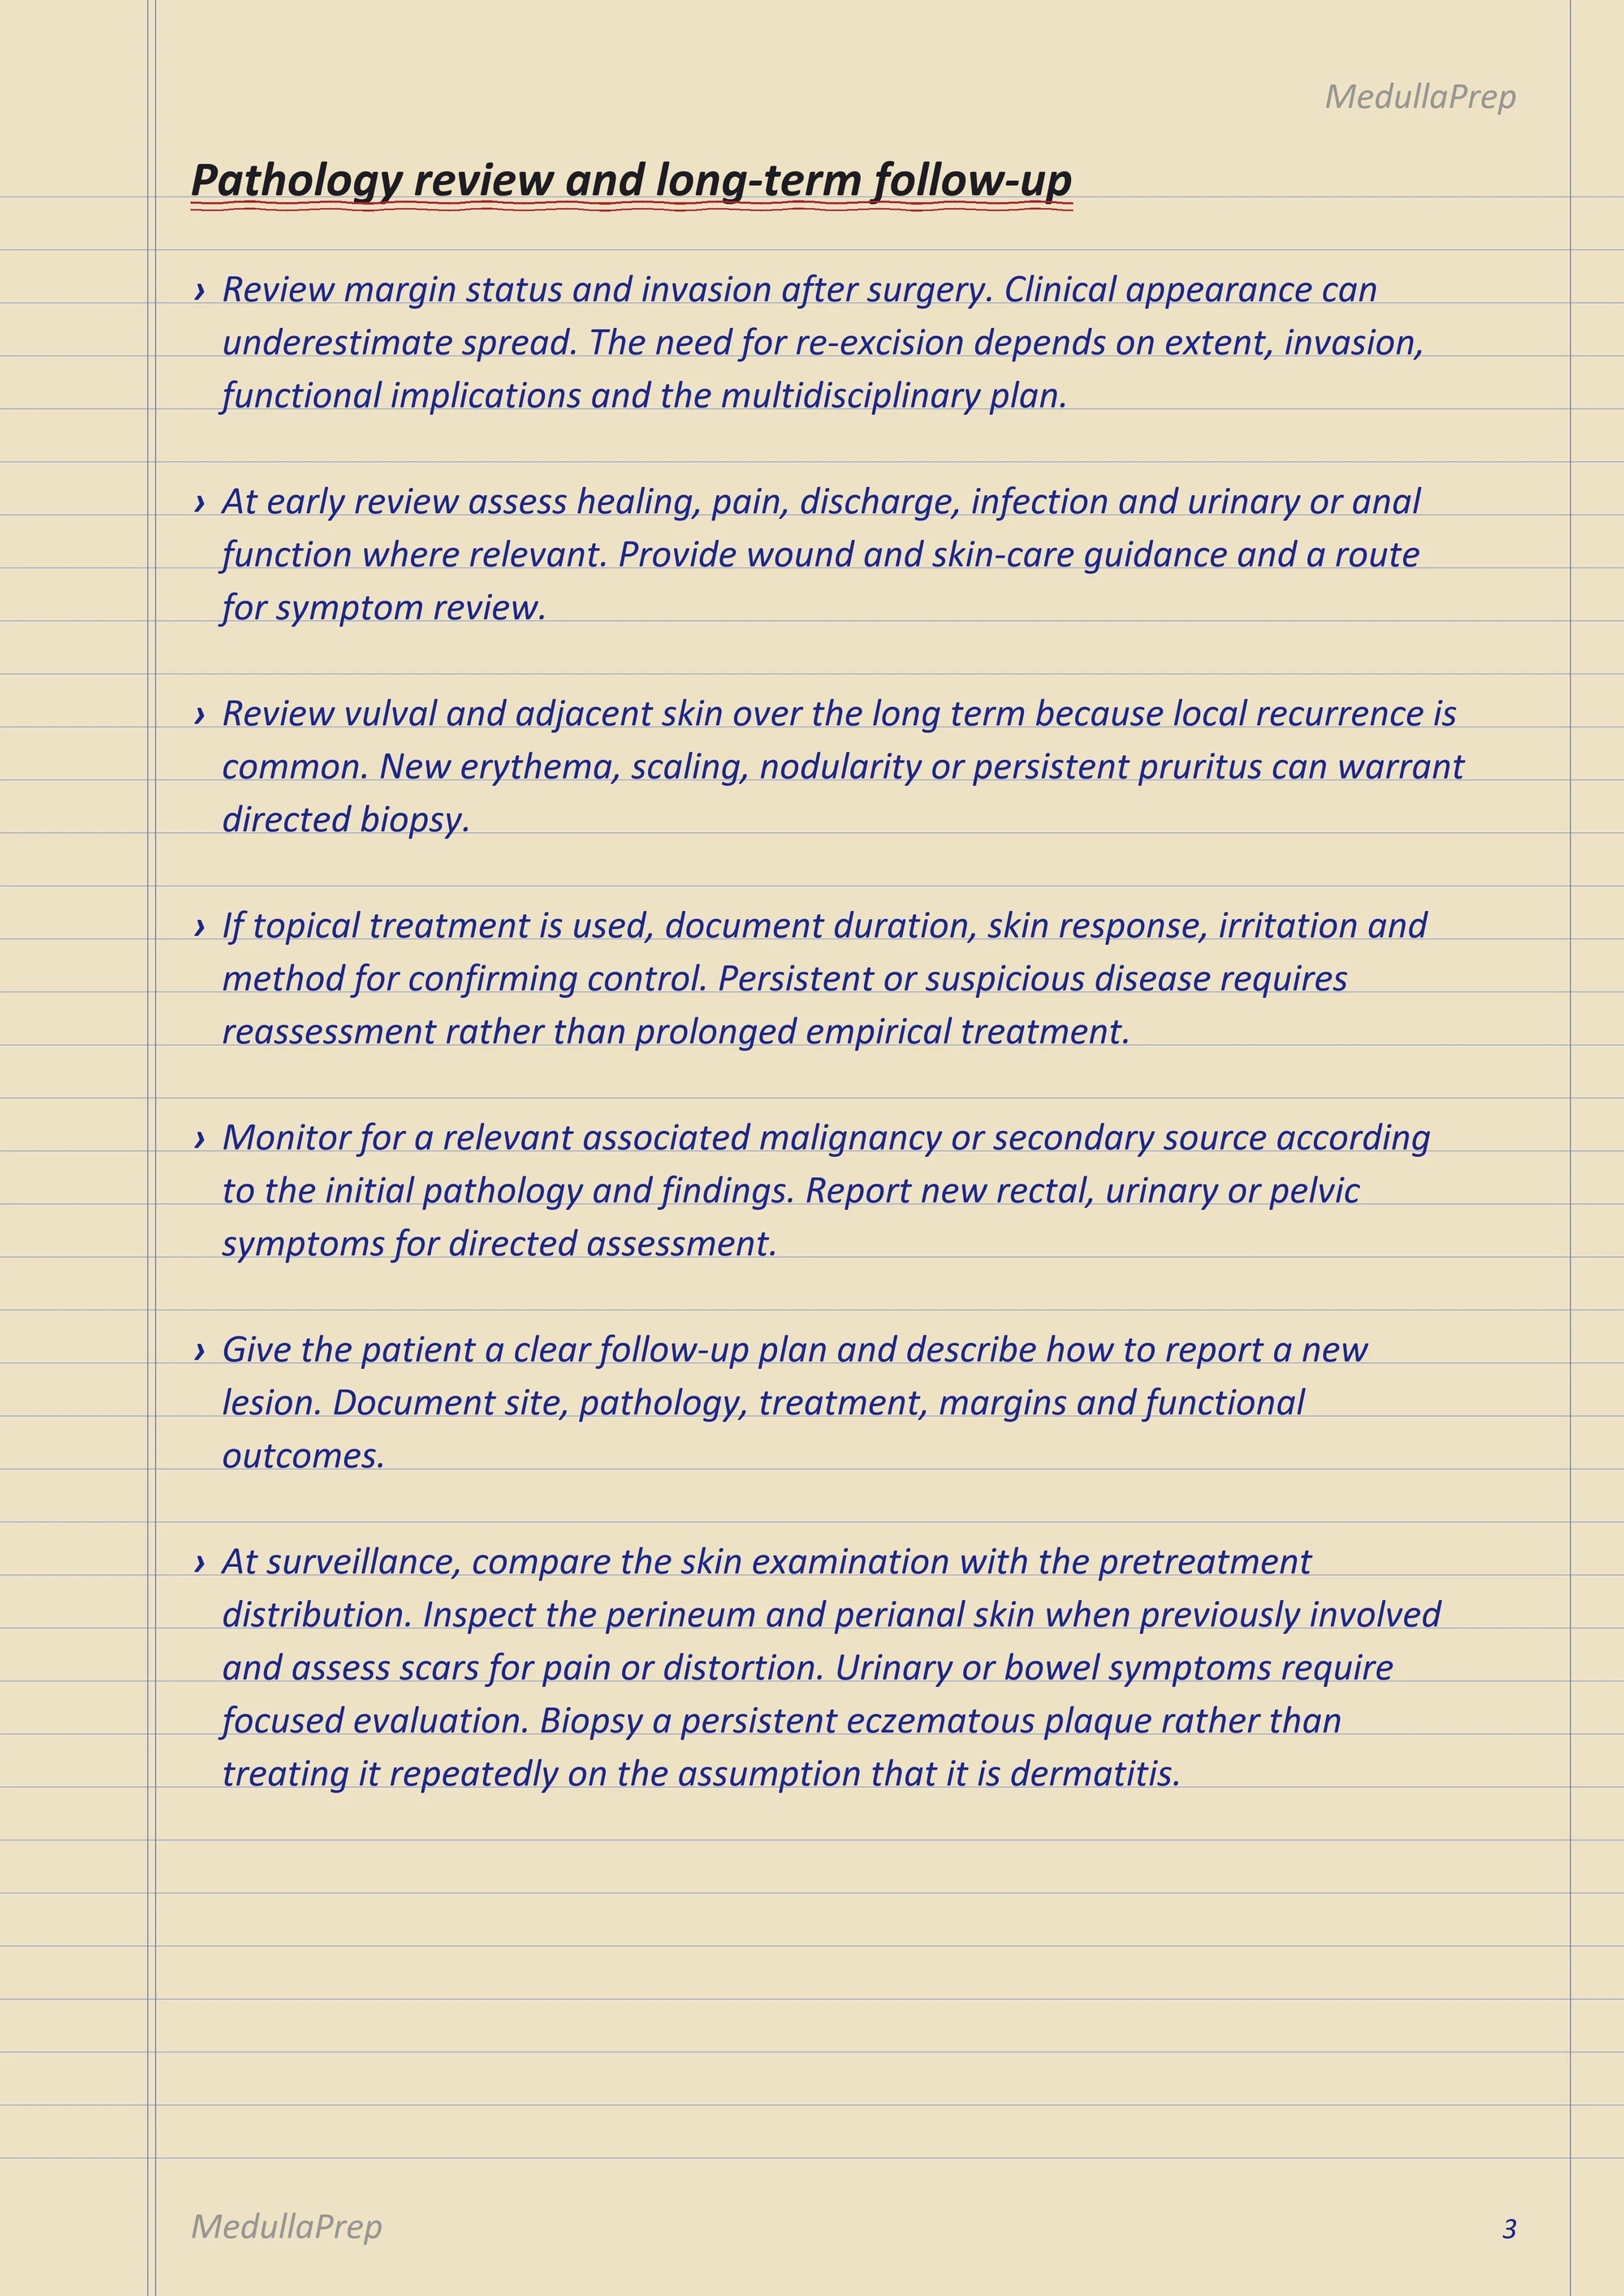 MedullaPrep
Pathology review and long-term follow-up
› Review margin status and invasion after surgery. Clinical appearance can
underestimate spread. The need for re-excision depends on extent, invasion,
functional implications and the multidisciplinary plan.
› At early review assess healing, pain, discharge, infection and urinary or anal
function where relevant. Provide wound and skin-care guidance and a route
for symptom review.
› Review vulval and adjacent skin over the long term because local recurrence is
common. New erythema, scaling, nodularity or persistent pruritus can warrant
directed biopsy.
› If topical treatment is used, document duration, skin response, irritation and
method for confirming control. Persistent or suspicious disease requires
reassessment rather than prolonged empirical treatment.
› Monitor for a relevant associated malignancy or secondary source according
to the initial pathology and findings. Report new rectal, urinary or pelvic
symptoms for directed assessment.
› Give the patient a clear follow-up plan and describe how to report a new
lesion. Document site, pathology, treatment, margins and functional
outcomes.
› At surveillance, compare the skin examination with the pretreatment
distribution. Inspect the perineum and perianal skin when previously involved
and assess scars for pain or distortion. Urinary or bowel symptoms require
focused evaluation. Biopsy a persistent eczematous plaque rather than
treating it repeatedly on the assumption that it is dermatitis.
MedullaPrep
3